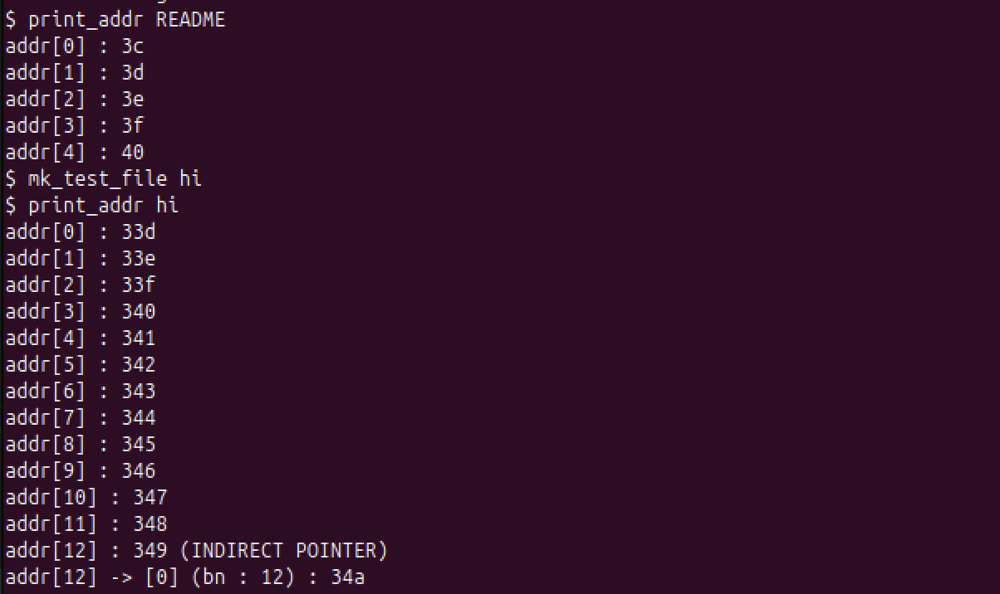 $ print_addr README
addr[0] : 3c
addr[1] : 3d
addr[2] : 3e
addr[3] : 3f
addr[4] : 40
$ mk_test_file hi
$ print_addr hi
addr[0] : 33d
addr[1] : 33e
addr[2] : 33f
addr[3] : 340
addr[4] : 341
addr[5] : 342
addr[6] : 343
addr[7] : 344
addr[8] : 345
addr[9] : 346
addr[10] : 347
addr[11] : 348
addr[12] : 349 (INDIRECT POINTER)
addr[12] -> [0] (bn : 12) : 34a